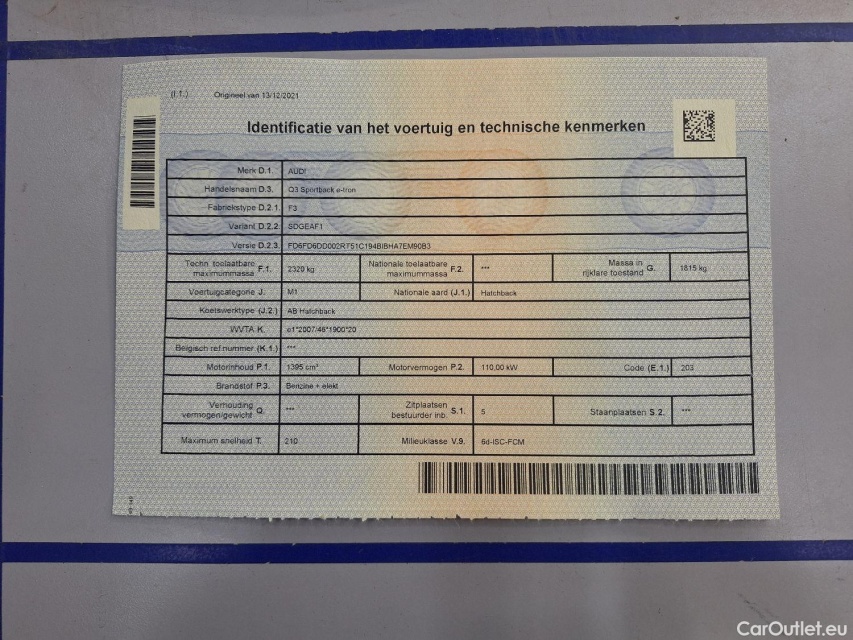 (I.1.) Origineel van 13/12/2021
Identificatie van het voertuig en technische kenmerken
Merk D.1. AUDI
Handelsnaam D.3. Q3 Sportback e-tron
Fabriekstype D.2.1. F3
Variant D.2.2. SDGEAF1
Versie D.2.3. FD6FD6DD002RT51C194BIBHA7EM90B3
Techn. toelaatbare maximummassa F.1. 2320 kg Nationale toelaatbare maximummassa F.2. *** Massa in rijklare toestand G. 1815 kg
Voertuigcategorie J. M1 Nationale aard (J.1.) Hatchback
Koetswerktype (J.2.) AB Hatchback
WVTA K. e1*2007/46*1900*20
Belgisch ref.nummer (K.1.) ***
Motorinhoud P.1. 1395 cm³ Motorvermogen P.2. 110,00 kW Code (E.1.) 203
Brandstof P.3. Benzine + elekt
Verhouding vermogen/gewicht Q. *** Zitplaatsen bestuurder inb. S.1. 5 Staanplaatsen S.2. ***
Maximum snelheid T. 210 Milieuklasse V.9. 6d-ISC-FCM
CarOutlet.eu